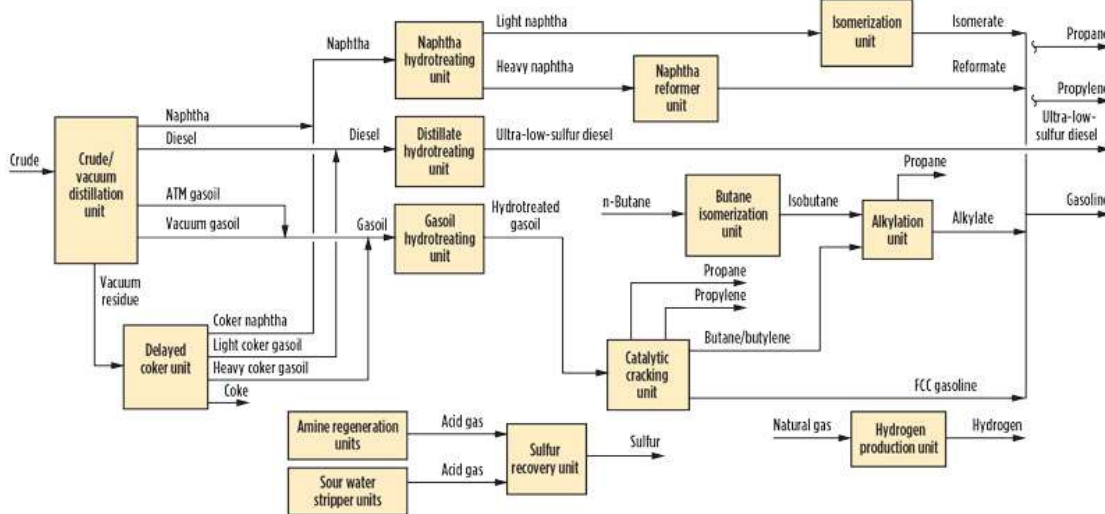 Light naphtha
Isomerization
unit
Isomerate
Propane
Naphtha
Naphtha
hydrotreating
unit
Heavy naphtha
Naphtha
reformer
unit
Reformate
Propylene
Naphtha
Diesel
Diesel
Distillate
hydrotreating
unit
Ultra-low-sulfur diesel
Ultra-low-
sulfur diesel
Crude
Crude/
vacuum
distillation
unit
ATM gasoil
Vacuum gasoil
Gasoil
Gasoil
hydrotreating
unit
Hydrotreated
gasoil
n-Butane
Butane
isomerization
unit
Isobutane
Propane
Alkylation
unit
Alkylate
Gasoline
Vacuum
residue
Propane
Propylene
Butane/butylene
Delayed
coker unit
Coker naphtha
Light coker gasoil
Heavy coker gasoil
Coke
Catalytic
cracking
unit
FCC gasoline
Amine regeneration
units
Acid gas
Sour water
stripper units
Acid gas
Sulfur
recovery unit
Sulfur
Natural gas
Hydrogen
production unit
Hydrogen